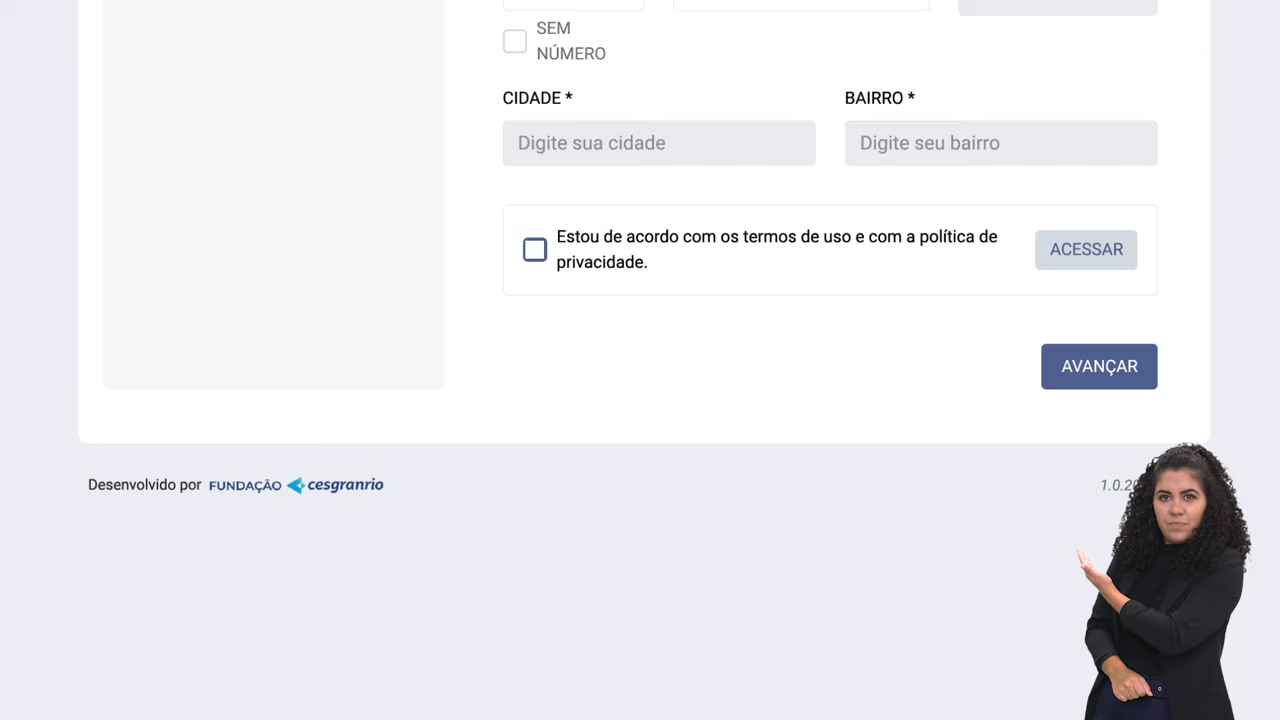 SEM
NÚMERO
CIDADE *
BAIRRO *
Digite sua cidade
Digite seu bairro
Estou de acordo com os termos de uso e com a política de
privacidade.
ACESSAR
AVANÇAR
Desenvolvido por FUNDAÇÃO cesgranrio